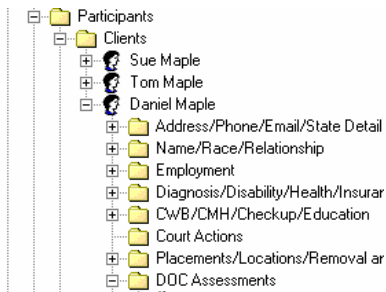 Participants
Clients
Sue Maple
Tom Maple
Daniel Maple
Address/Phone/Email/State Detail
Name/Race/Relationship
Employment
Diagnosis/Disability/Health/Insurar
CWB/CMH/Checkup/Education
Court Actions
Placements/Locations/Removal ar
DOC Assessments